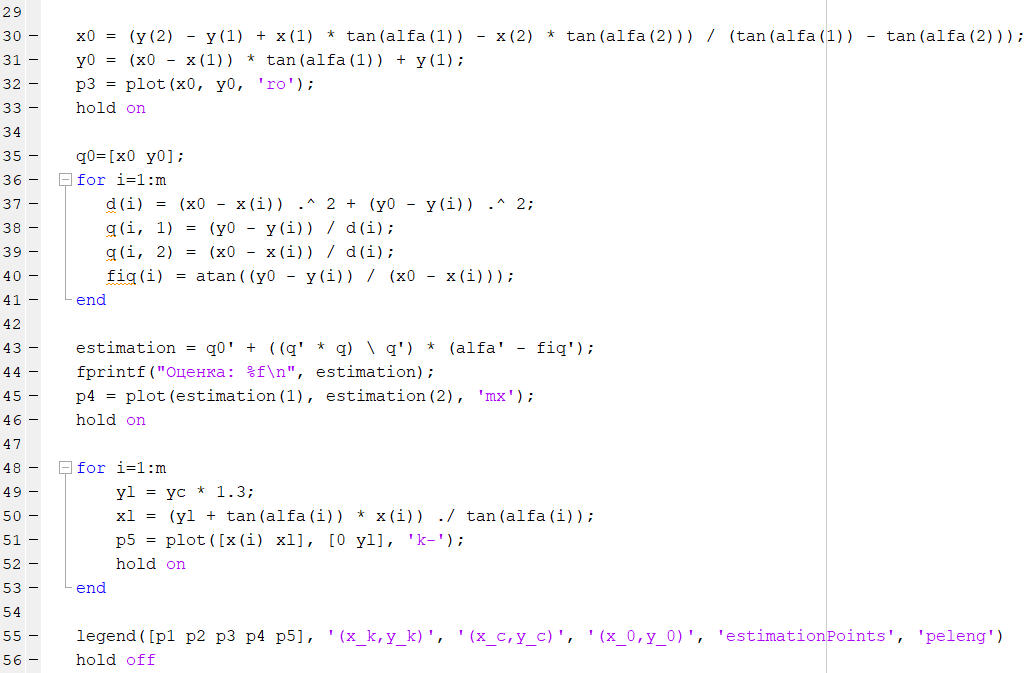 29
30 – x0 = (y(2) - y(1) + x(1) * tan(alfa(1)) - x(2) * tan(alfa(2))) / (tan(alfa(1)) - tan(alfa(2)));
31 – y0 = (x0 - x(1)) * tan(alfa(1)) + y(1);
32 – p3 = plot(x0, y0, 'ro');
33 – hold on
34
35 – q0=[x0 y0];
36 – for i=1:m
37 – d(i) = (x0 - x(i)) .^ 2 + (y0 - y(i)) .^ 2;
38 – q(i, 1) = (y0 - y(i)) / d(i);
39 – q(i, 2) = (x0 - x(i)) / d(i);
40 – fiq(i) = atan((y0 - y(i)) / (x0 - x(i)));
41 – end
42
43 – estimation = q0' + ((q' * q) \ q') * (alfa' - fiq');
44 – fprintf("Оценка: %f\n", estimation);
45 – p4 = plot(estimation(1), estimation(2), 'mx');
46 – hold on
47
48 – for i=1:m
49 – yl = yc * 1.3;
50 – xl = (yl + tan(alfa(i)) * x(i)) ./ tan(alfa(i));
51 – p5 = plot([x(i) xl], [0 yl], 'k-');
52 – hold on
53 – end
54
55 – legend([p1 p2 p3 p4 p5], '(x_k,y_k)', '(x_c,y_c)', '(x_0,y_0)', 'estimationPoints', 'peleng')
56 – hold off